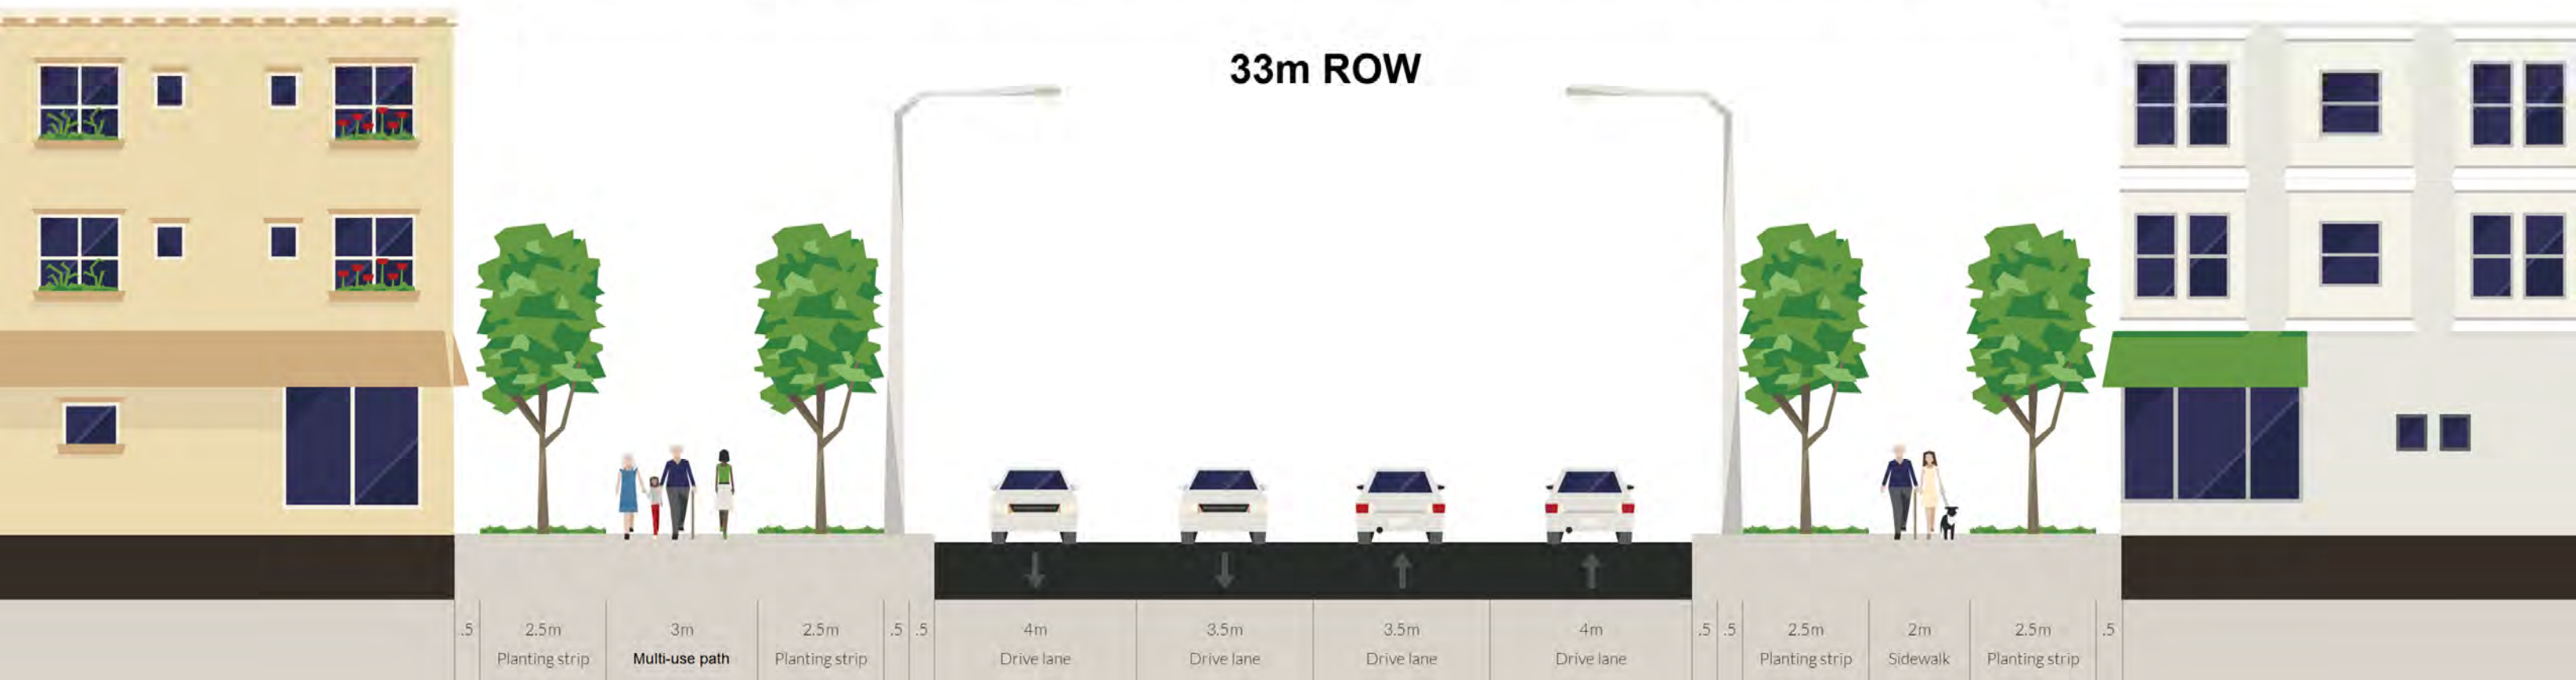 33m ROW
.5 2.5m 3m 2.5m .5 .5 4m 3.5m 3.5m 4m .5 .5 2.5m 2m 2.5m .5
Planting strip Multi-use path Planting strip Drive lane Drive lane Drive lane Drive lane Planting strip Sidewalk Planting strip